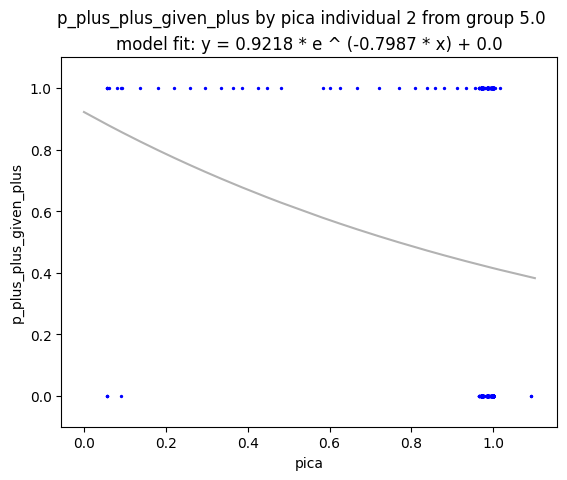 p_plus_plus_given_plus by pica individual 2 from group 5.0
model fit: y = 0.9218 * e ^ (-0.7987 * x) + 0.0
p_plus_plus_given_plus
1.0
0.8
0.6
0.4
0.2
0.0
0.0 0.2 0.4 0.6 0.8 1.0
pica